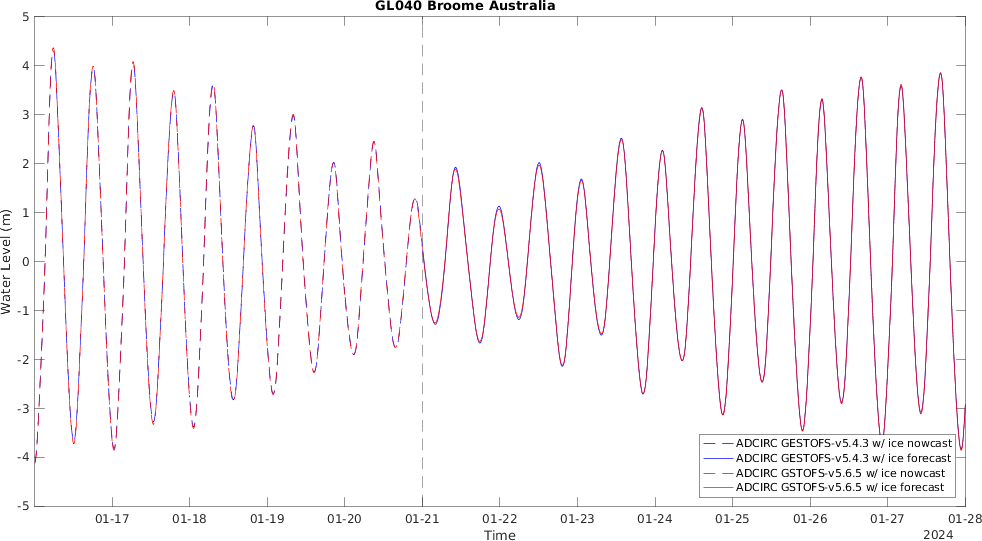 GL040 Broome Australia
5
4
3
2
1
0
-1
-2
-3
-4
-5
Water Level (m)
ADCIRC GESTOFS-v5.4.3 w/ ice nowcast
ADCIRC GESTOFS-v5.4.3 w/ ice forecast
ADCIRC GSTOFS-v5.6.5 w/ ice nowcast
ADCIRC GSTOFS-v5.6.5 w/ ice forecast
01-17 01-18 01-19 01-20 01-21 01-22 01-23 01-24 01-25 01-26 01-27 01-28
Time
2024